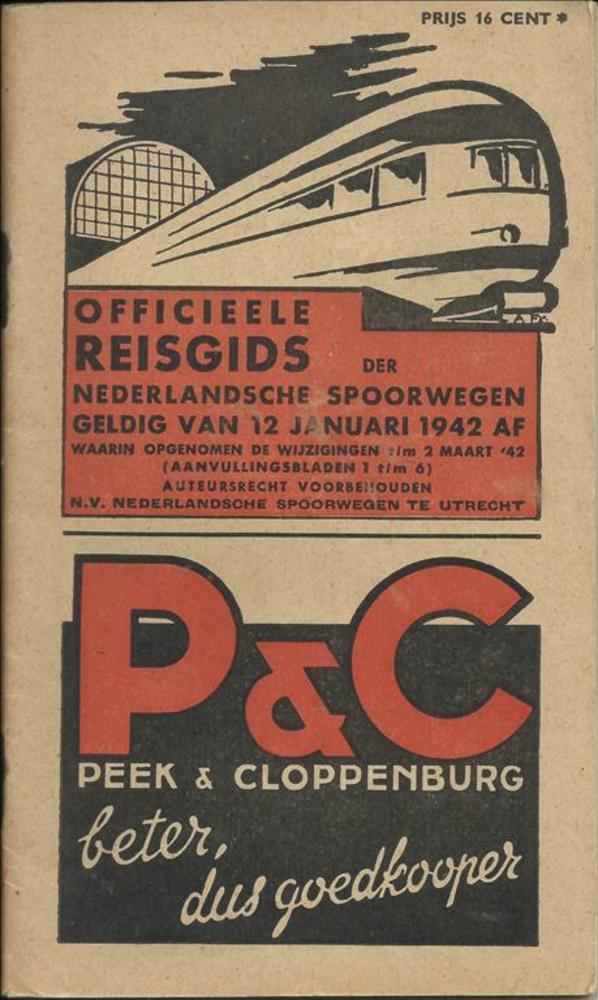 PRIJS 16 CENT *
OFFICIEELE
REISGIDS DER
NEDERLANDSCHE SPOORWEGEN
GELDIG VAN 12 JANUARI 1942 AF
WAARIN OPGENOMEN DE WIJZIGINGEN t/m 2 MAART '42
(AANVULLINGSBLADEN 1 t/m 6)
AUTEURSRECHT VOORBEHOUDEN
N.V. NEDERLANDSCHE SPOORWEGEN TE UTRECHT
P&C
PEEK & CLOPPENBURG
beter,
dus goedkooper